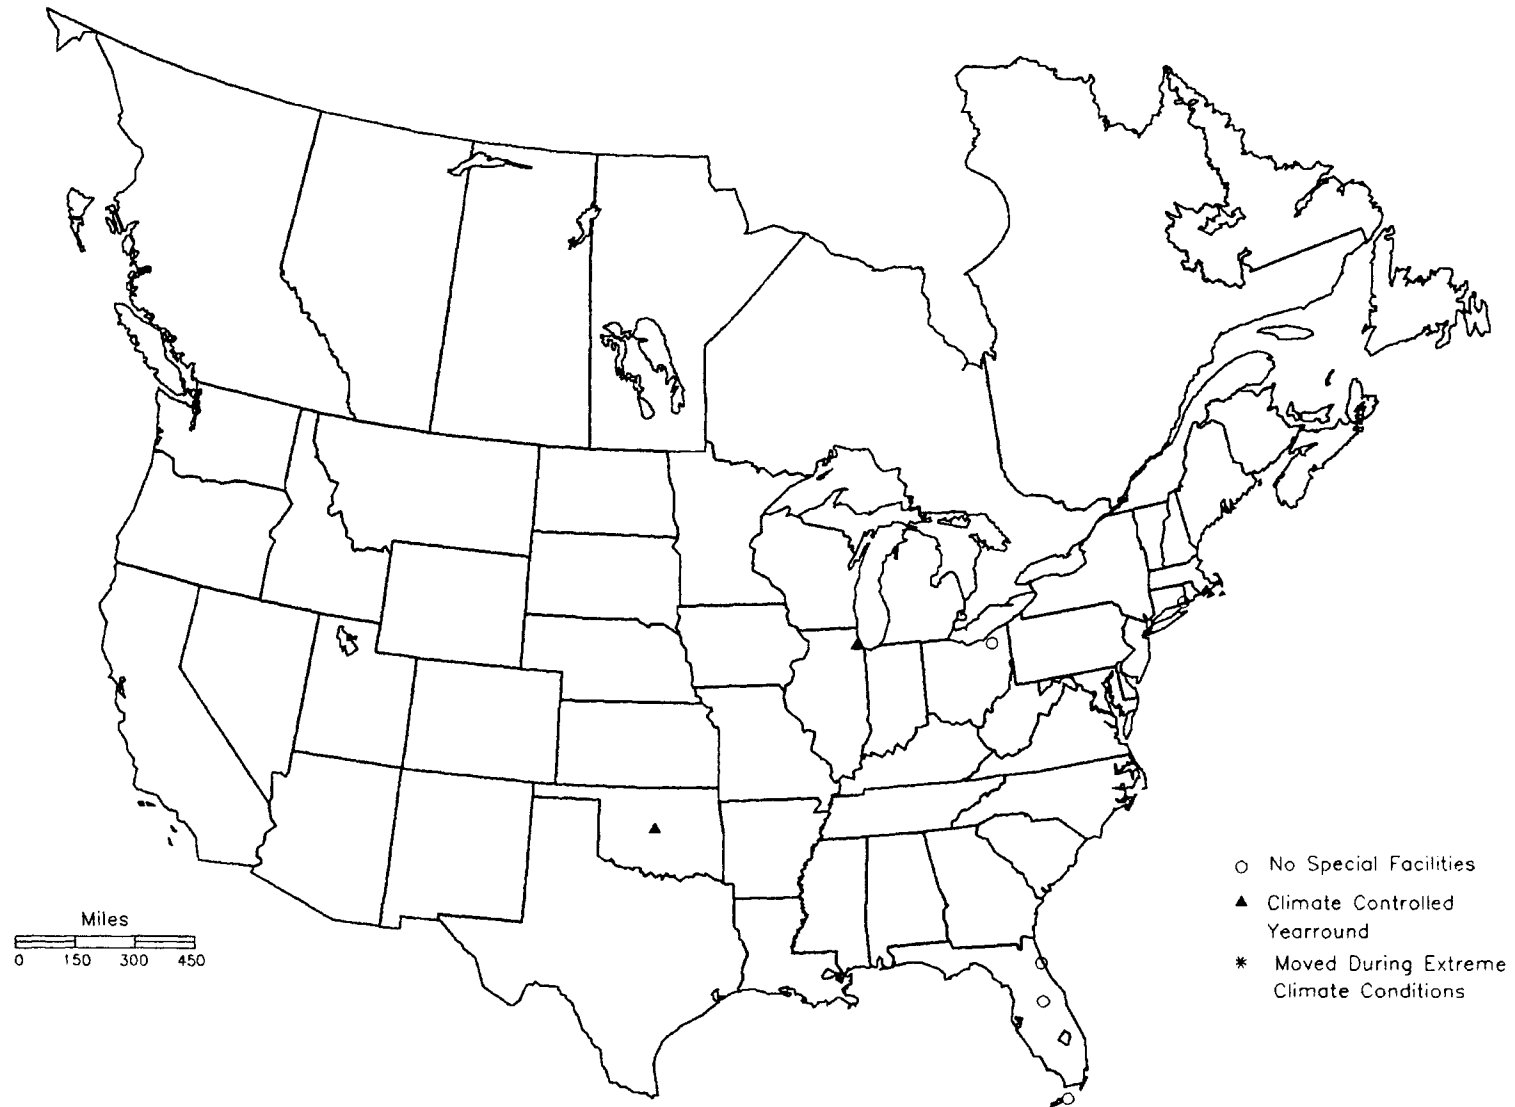 No Special Facilities
Climate Controlled
Yearround
Moved During Extreme
Climate Conditions
Miles
0 150 300 450